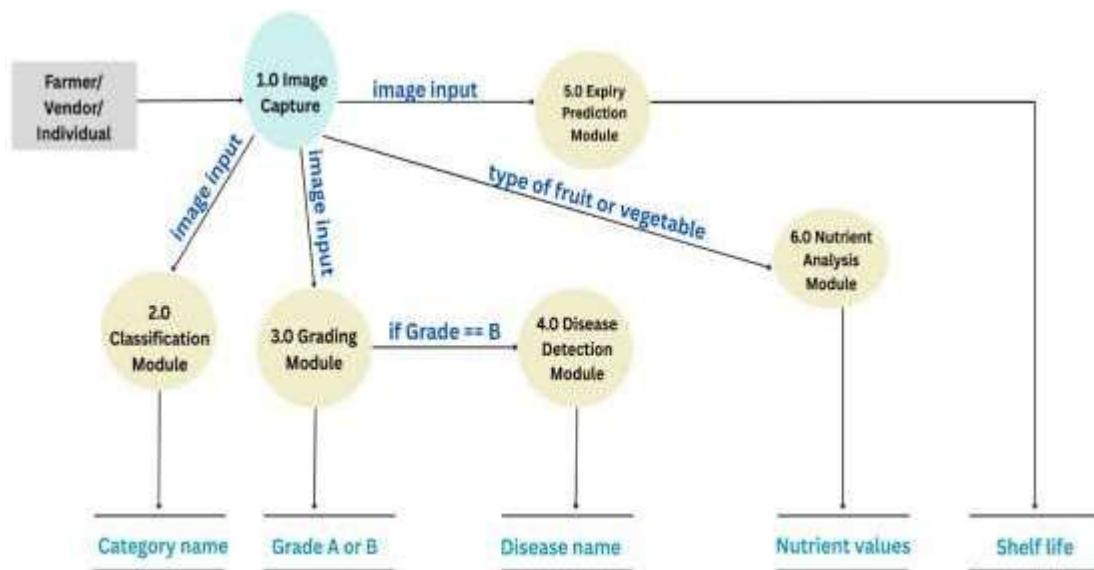 Farmer/
Vendor/
Individual
1.0 Image
Capture
image input
5.0 Expiry
Prediction
Module
image input
image input
type of fruit or vegetable
6.0 Nutrient
Analysis
Module
2.0
Classification
Module
3.0 Grading
Module
if Grade == B
4.0 Disease
Detection
Module
Category name
Grade A or B
Disease name
Nutrient values
Shelf life